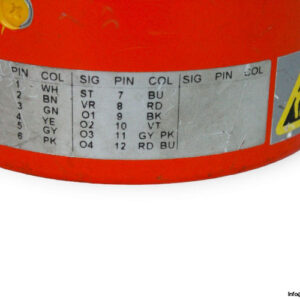 PIN COL SIG PIN COL SIG PIN COL
1 WH ST 7 BU
2 BN VR 8 RD
3 GN O1 9 BK
4 YE O2 10 VT
5 GY O3 11 GY PK
6 PK O4 12 RD BU